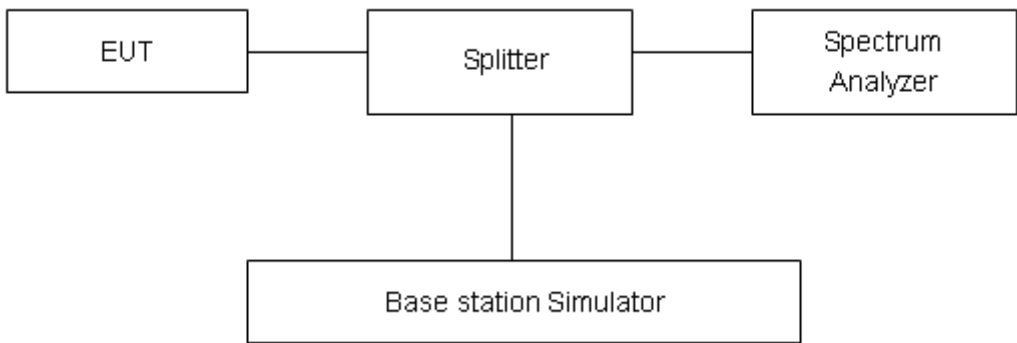 EUT
Splitter
Spectrum
Analyzer
Base station Simulator